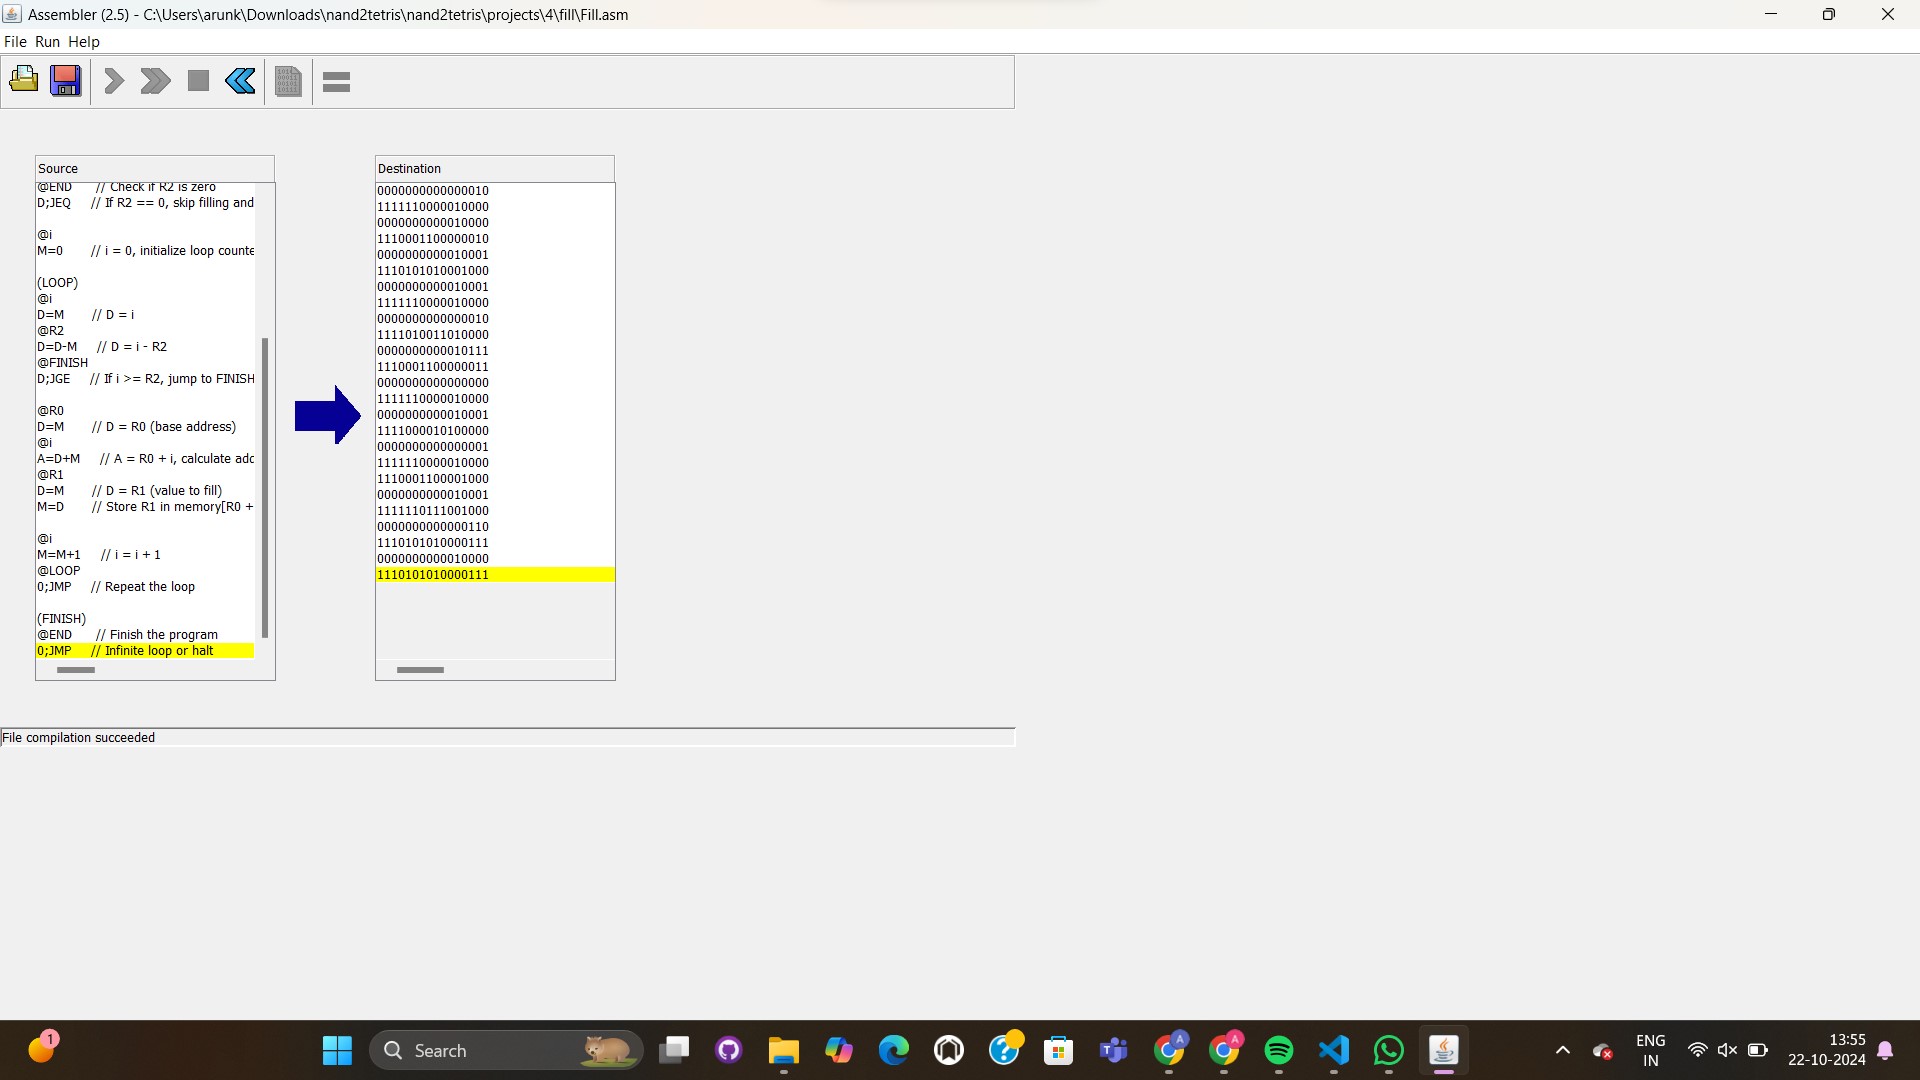 Assembler (2.5) - C:\Users\arunk\Downloads\nand2tetris\nand2tetris\projects\4\fill\Fill.asm
File Run Help
Source
@END // Check if R2 is zero
D;JEQ // If R2 == 0, skip filling and
@i
M=0 // i = 0, initialize loop counte
(LOOP)
@i
D=M // D = i
@R2
D=D-M // D = i - R2
@FINISH
D;JGE // If i >= R2, jump to FINISH
@R0
D=M // D = R0 (base address)
@i
A=D+M // A = R0 + i, calculate adc
@R1
D=M // D = R1 (value to fill)
M=D // Store R1 in memory[R0 +
@i
M=M+1 // i = i + 1
@LOOP
0;JMP // Repeat the loop
(FINISH)
@END // Finish the program
0;JMP // Infinite loop or halt
Destination
0000000000000010
1111110000010000
0000000000010000
1110001100000010
0000000000010001
1110101010001000
0000000000010001
1111110000010000
0000000000000010
1111010011010000
0000000000010111
1110001100000011
0000000000000000
1111110000010000
0000000000010001
1111000010100000
0000000000000001
1111110000010000
1110001100001000
0000000000010001
1111110111001000
0000000000000110
1110101010000111
0000000000010000
1110101010000111
File compilation succeeded
1
Search
A
A
ENG
IN
13:55
22-10-2024